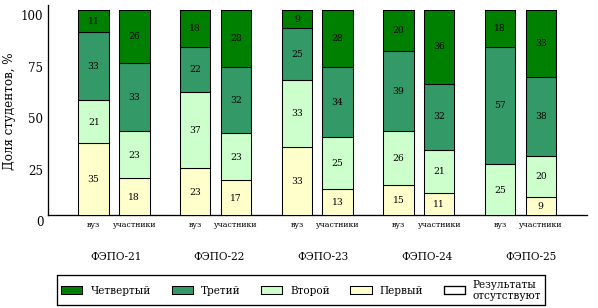 Доля студентов, %
100
75
50
25
0
11 26 18 28 9 28 20 36 18 33
33 33 22 32 25 34 39 32 57 38
21 23 37 23 33 25 26 21 25 20
35 18 23 17 33 13 15 11 9
вуз участники вуз участники вуз участники вуз участники вуз участники
ФЭПО-21 ФЭПО-22 ФЭПО-23 ФЭПО-24 ФЭПО-25
Четвертый Третий Второй Первый Результаты
отсутствуют